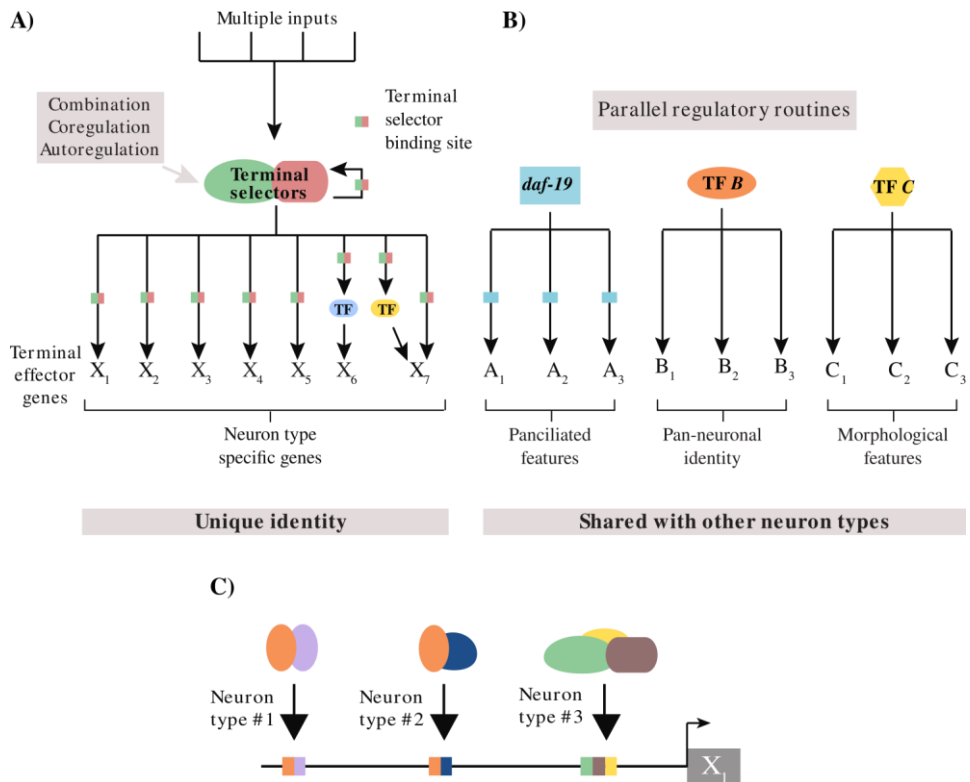 A)
Multiple inputs
Combination
Coregulation
Autoregulation
Terminal
selector
binding site
Terminal
selectors
TF
TF
Terminal
effector
genes
X1 X2 X3 X4 X5 X6 X7
Neuron type
specific genes
Unique identity
B)
Parallel regulatory routines
daf-19
TF B
TF C
A1 A2 A3
B1 B2 B3
C1 C2 C3
Panciliated
features
Pan-neuronal
identity
Morphological
features
Shared with other neuron types
C)
Neuron
type #1
Neuron
type #2
Neuron
type #3
X1